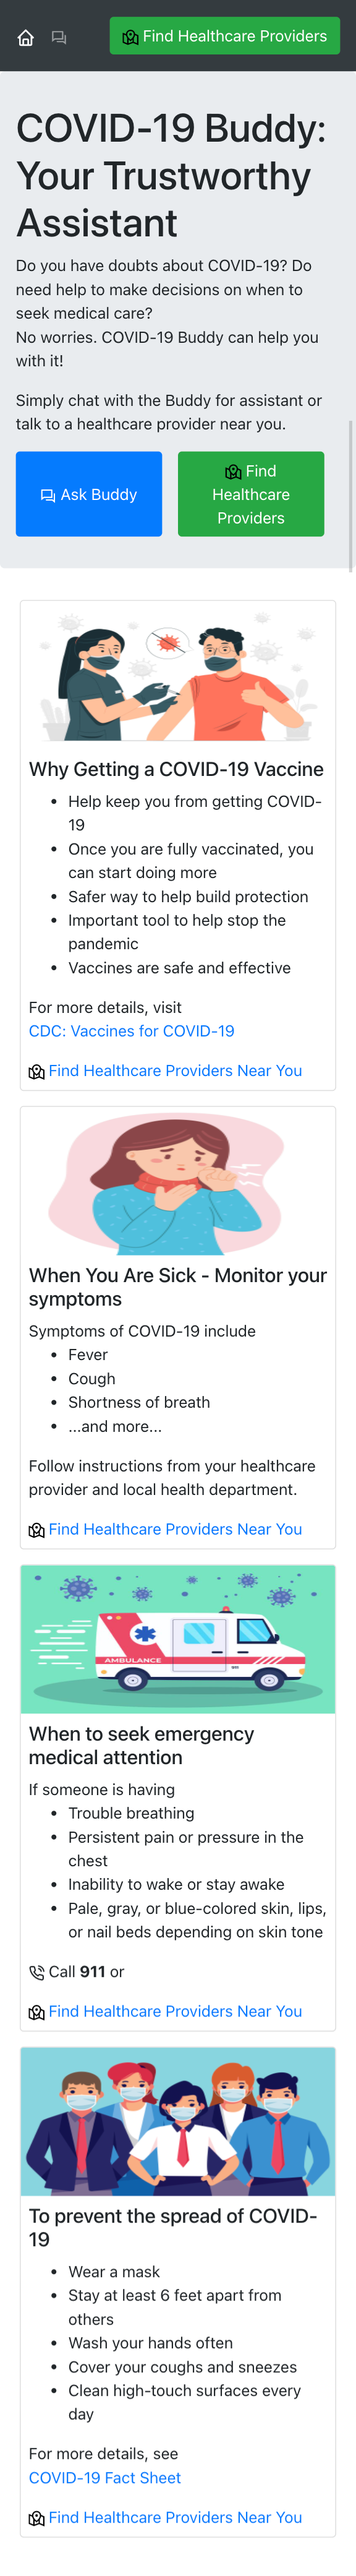 Find Healthcare Providers
COVID-19 Buddy:
Your Trustworthy
Assistant
Do you have doubts about COVID-19? Do
need help to make decisions on when to
seek medical care?
No worries. COVID-19 Buddy can help you
with it!
Simply chat with the Buddy for assistant or
talk to a healthcare provider near you.
Ask Buddy
Find
Healthcare
Providers
Why Getting a COVID-19 Vaccine
• Help keep you from getting COVID-
19
• Once you are fully vaccinated, you
can start doing more
• Safer way to help build protection
• Important tool to help stop the
pandemic
• Vaccines are safe and effective
For more details, visit
CDC: Vaccines for COVID-19
Find Healthcare Providers Near You
When You Are Sick - Monitor your
symptoms
Symptoms of COVID-19 include
• Fever
• Cough
• Shortness of breath
• ...and more...
Follow instructions from your healthcare
provider and local health department.
Find Healthcare Providers Near You
AMBULANCE
When to seek emergency
medical attention
If someone is having
• Trouble breathing
• Persistent pain or pressure in the
chest
• Inability to wake or stay awake
• Pale, gray, or blue-colored skin, lips,
or nail beds depending on skin tone
Call 911 or
Find Healthcare Providers Near You
To prevent the spread of COVID-
19
• Wear a mask
• Stay at least 6 feet apart from
others
• Wash your hands often
• Cover your coughs and sneezes
• Clean high-touch surfaces every
day
For more details, see
COVID-19 Fact Sheet
Find Healthcare Providers Near You